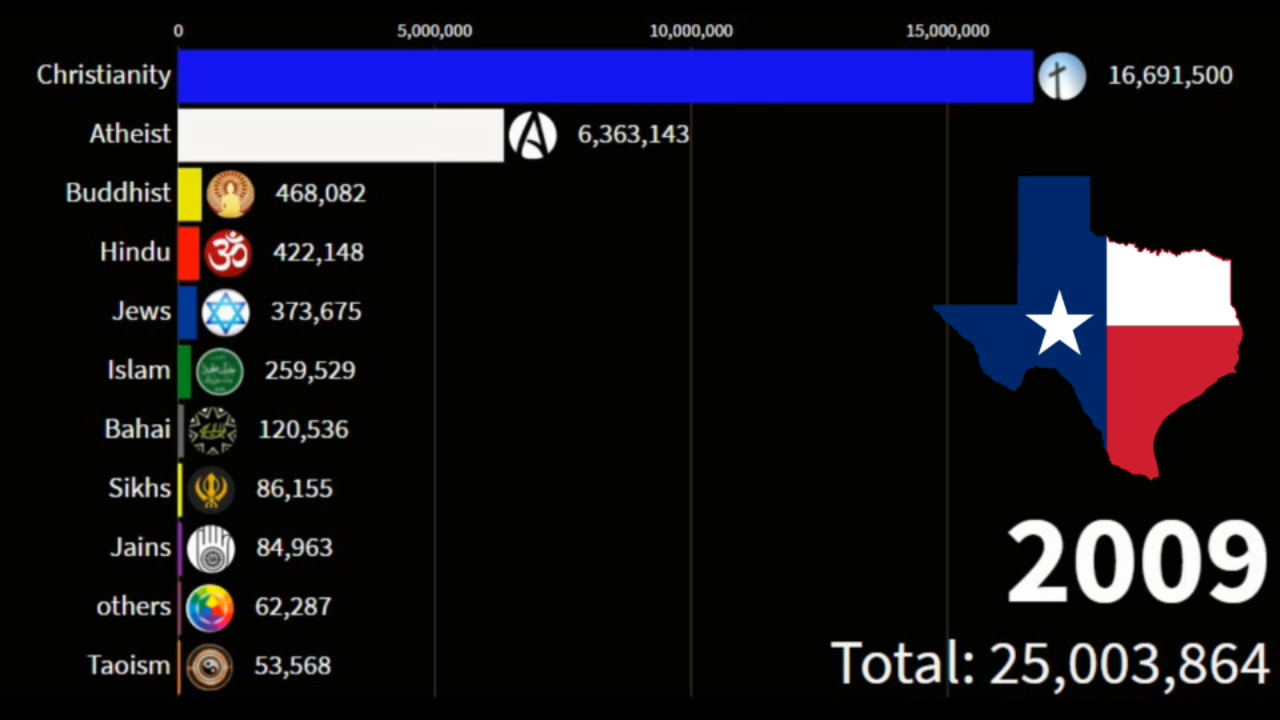 0 5,000,000 10,000,000 15,000,000
Christianity 16,691,500
Atheist 6,363,143
Buddhist 468,082
Hindu 422,148
Jews 373,675
Islam 259,529
Bahai 120,536
Sikhs 86,155
Jains 84,963
others 62,287
Taoism 53,568
2009
Total: 25,003,864